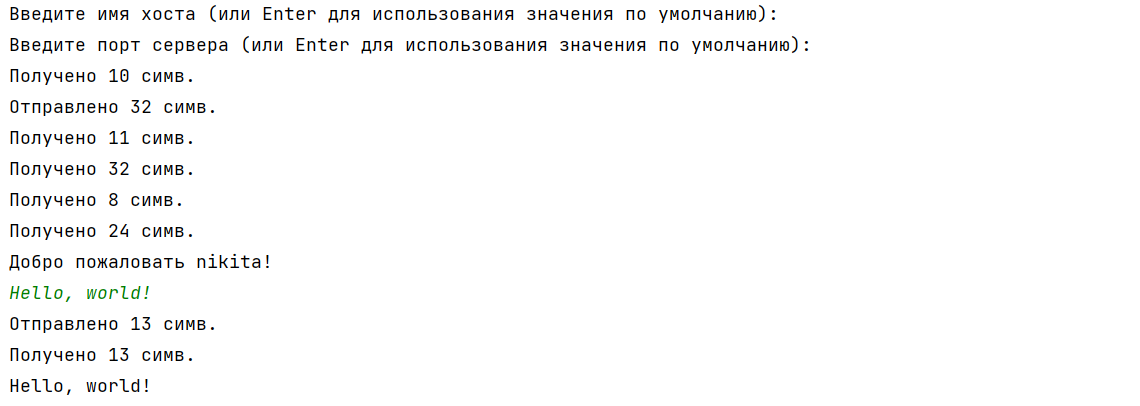 Введите имя хоста (или Enter для использования значения по умолчанию):
Введите порт сервера (или Enter для использования значения по умолчанию):
Получено 10 симв.
Отправлено 32 симв.
Получено 11 симв.
Получено 32 симв.
Получено 8 симв.
Получено 24 симв.
Добро пожаловать nikita!
Hello, world!
Отправлено 13 симв.
Получено 13 симв.
Hello, world!